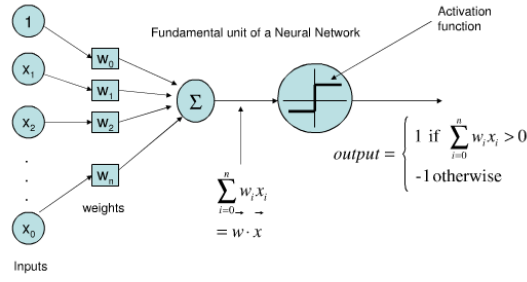 Fundamental unit of a Neural Network
Activation
function
1
x₁
x₂
.
.
.
x₀
Inputs
w₀
w₁
w₂
wₙ
weights
Σ
n
∑ wᵢxᵢ
i=0
= w · x
output = { 1 if ∑ᵢ₌₀ⁿ wᵢxᵢ > 0
-1 otherwise